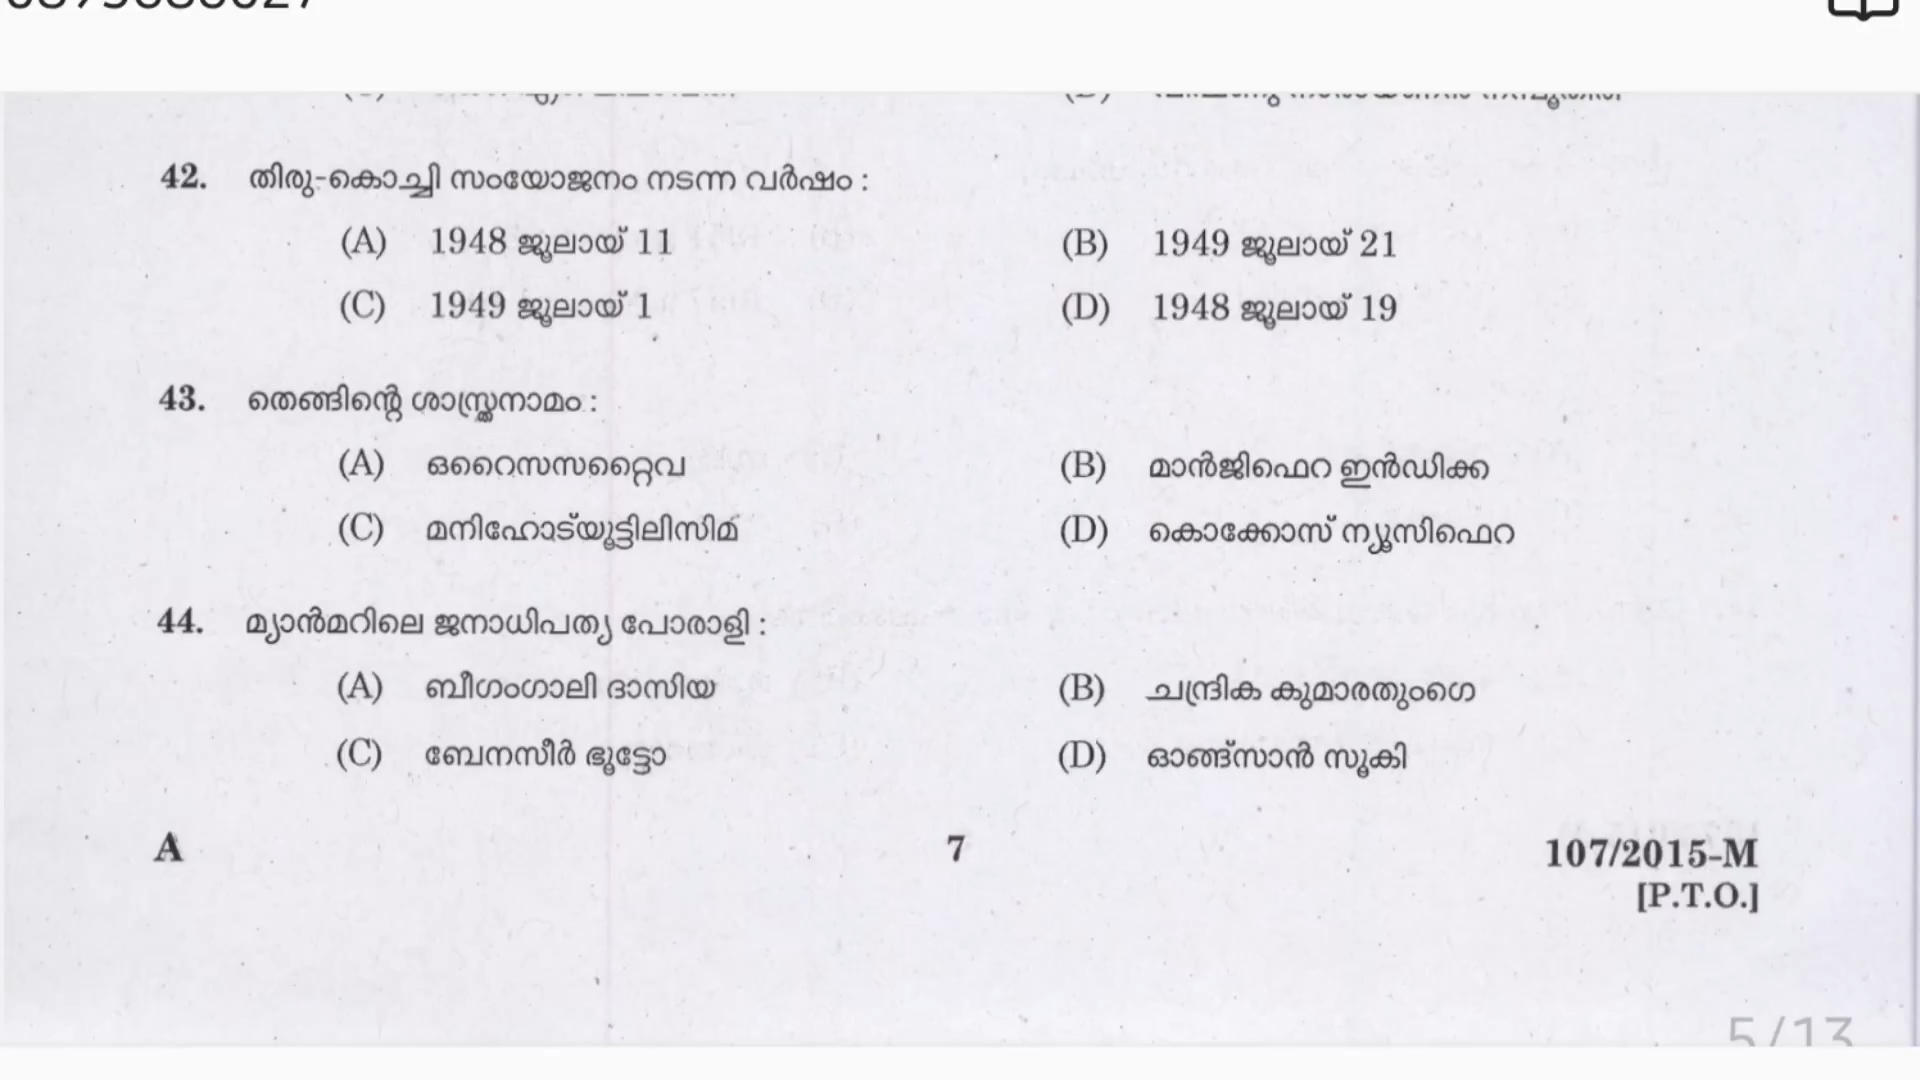 42. തിരു-കൊച്ചി സംയോജനം നടന്ന വർഷം :
(A) 1948 ജൂലായ് 11 (B) 1949 ജൂലായ് 21
(C) 1949 ജൂലായ് 1 (D) 1948 ജൂലായ് 19
43. തെങ്ങിന്റെ ശാസ്ത്രനാമം :
(A) ഒറൈസസറ്റൈവ (B) മാൻജിഫെറ ഇൻഡിക്ക
(C) മനിഹോട്‌യൂട്ടിലിസിമ (D) കൊക്കോസ് ന്യൂസിഫെറ
44. മ്യാൻമറിലെ ജനാധിപത്യ പോരാളി :
(A) ബീഗംഗാലി ദാസിയ (B) ചന്ദ്രിക കുമാരതുംഗെ
(C) ബേനസീർ ഭൂട്ടോ (D) ഓങ്ങ്സാൻ സൂകി
A 7 107/2015-M
[P.T.O.]
5/13